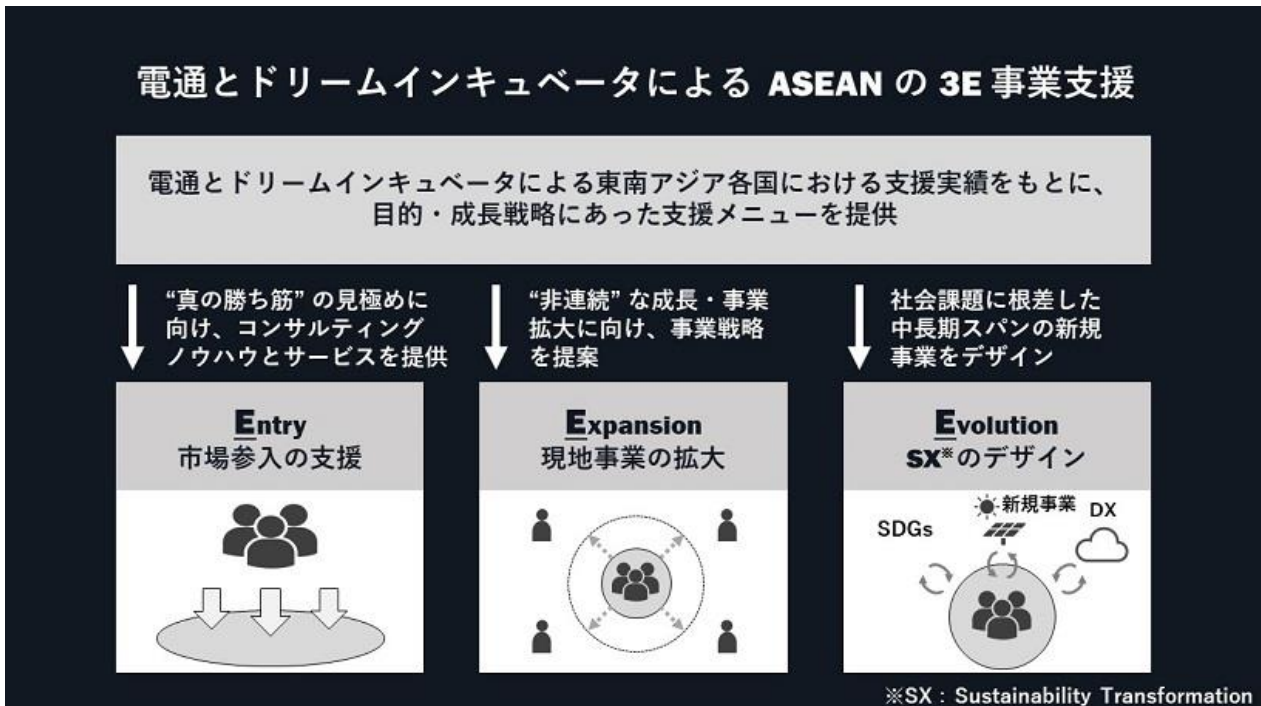 電通とドリームインキュベータによる ASEAN の 3E 事業支援
電通とドリームインキュベータによる東南アジア各国における支援実績をもとに、
目的・成長戦略にあった支援メニューを提供
“真の勝ち筋” の見極めに
向け、コンサルティング
ノウハウとサービスを提供
“非連続” な成長・事業
拡大に向け、事業戦略
を提案
社会課題に根差した
中長期スパンの新規
事業をデザイン
Entry
市場参入の支援
Expansion
現地事業の拡大
Evolution
SX※のデザイン
SDGs
新規事業
DX
※SX : Sustainability Transformation